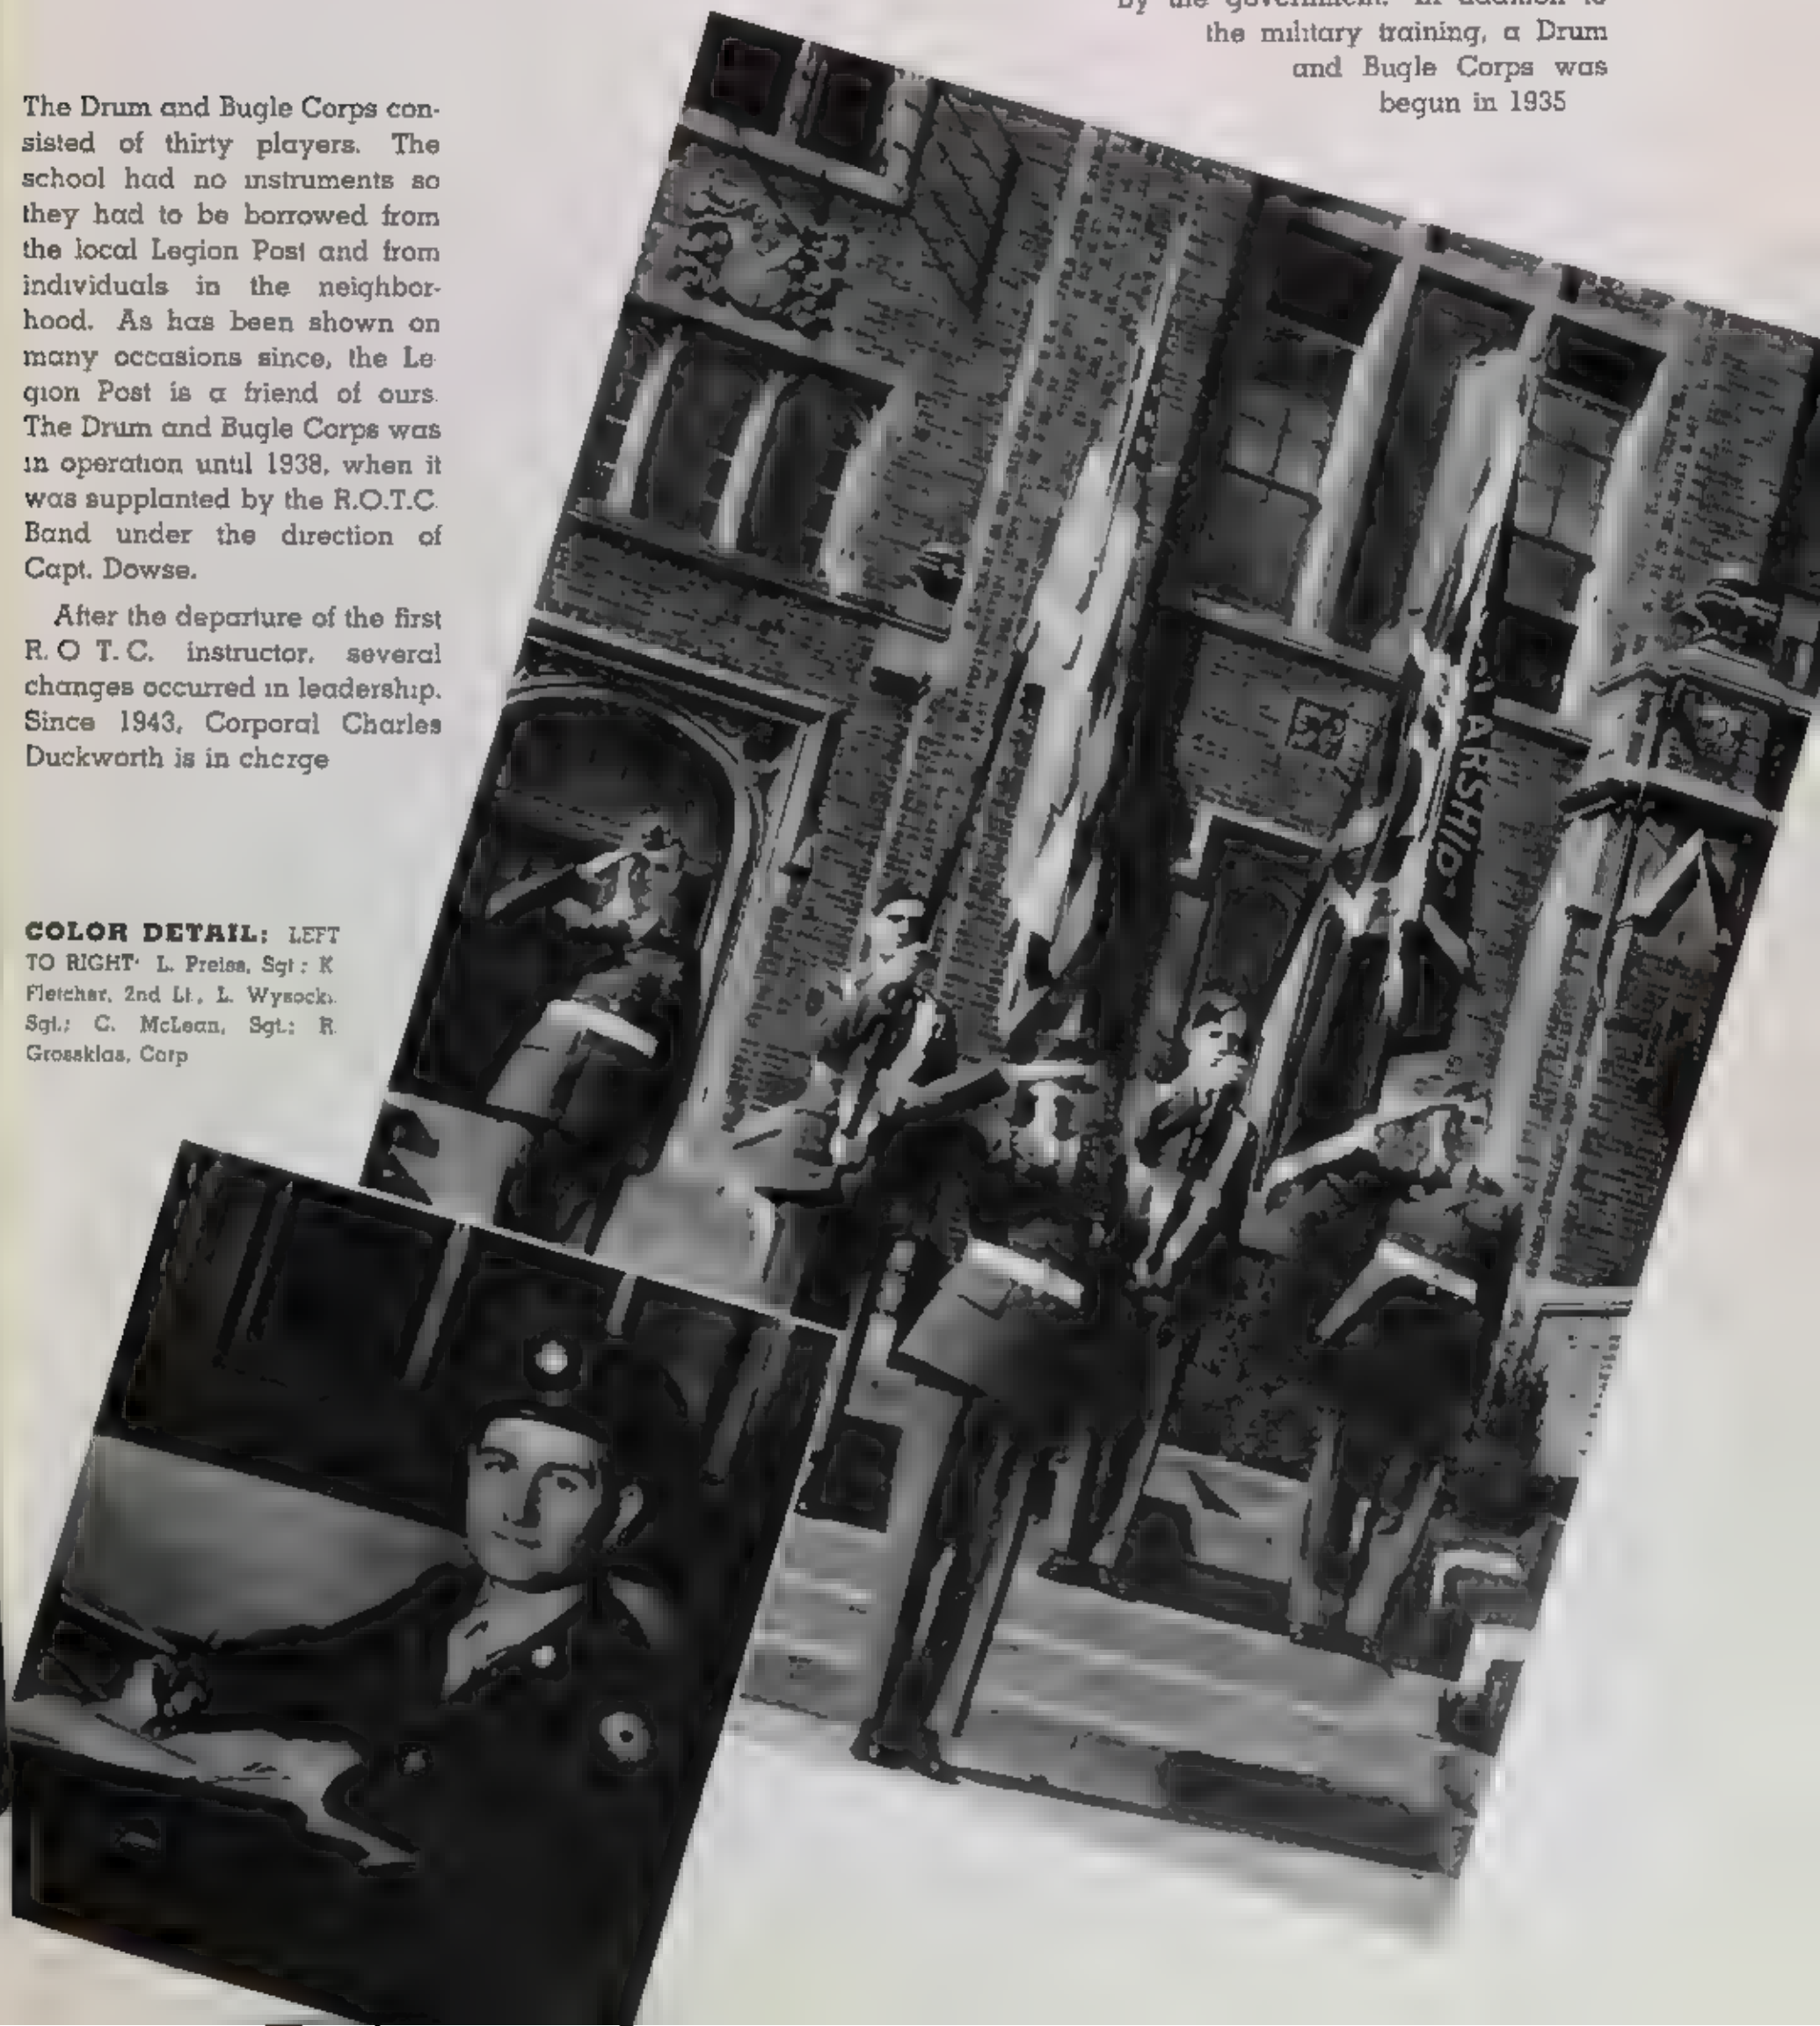 by the government. In addition to
the military training, a Drum
and Bugle Corps was
begun in 1935
The Drum and Bugle Corps con-
sisted of thirty players. The
school had no instruments so
they had to be borrowed from
the local Legion Post and from
individuals in the neighbor-
hood. As has been shown on
many occasions since, the Le
gion Post is a friend of ours.
The Drum and Bugle Corps was
in operation until 1938, when it
was supplanted by the R.O.T.C.
Band under the direction of
Capt. Dowse.
After the departure of the first
R. O T. C. instructor, several
changes occurred in leadership.
Since 1943, Corporal Charles
Duckworth is in charge
COLOR DETAIL: LEFT
TO RIGHT: L. Preiss, Sgt.; K
Fletcher, 2nd Lt., L. Wysocki,
Sgt.; C. McLean, Sgt.; R.
Grossklas, Corp